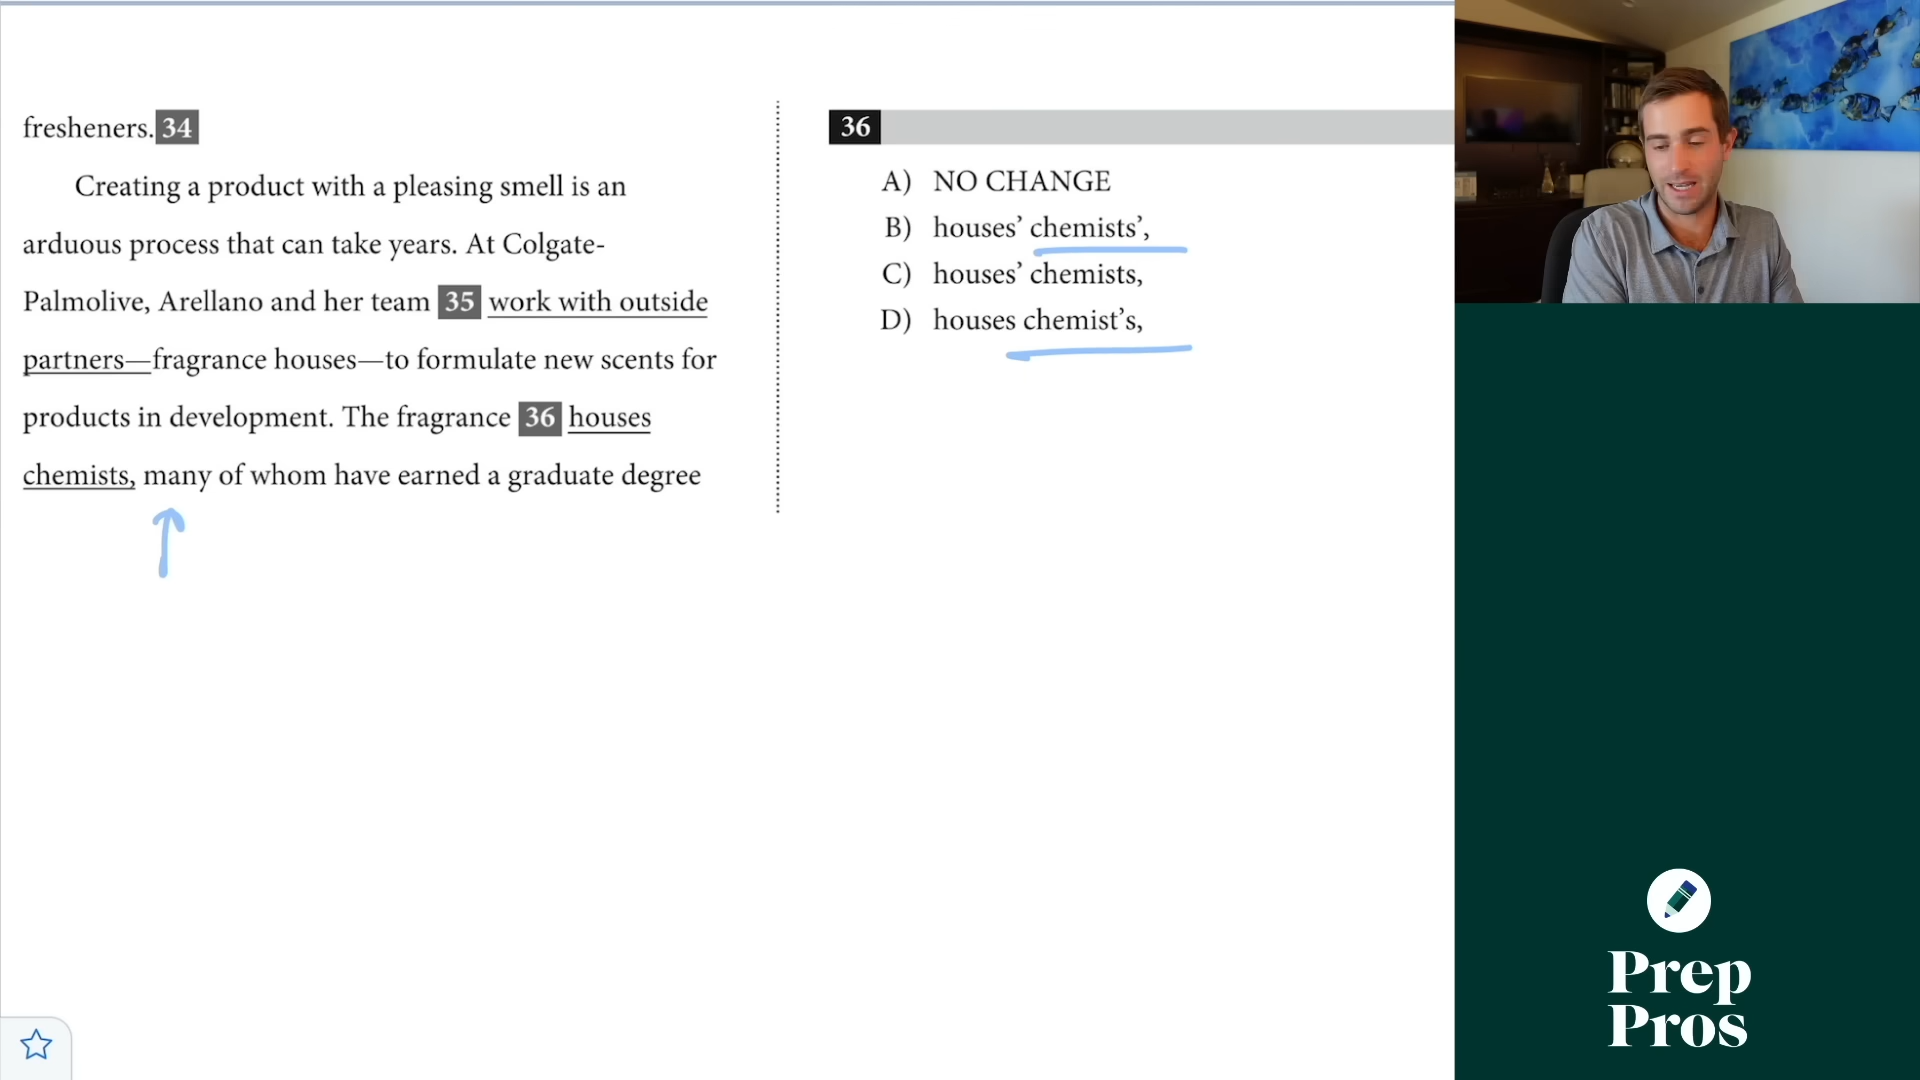 fresheners. 34
Creating a product with a pleasing smell is an
arduous process that can take years. At Colgate-
Palmolive, Arellano and her team 35 work with outside
partners—fragrance houses—to formulate new scents for
products in development. The fragrance 36 houses
chemists, many of whom have earned a graduate degree
36
A) NO CHANGE
B) houses’ chemists’,
C) houses’ chemists,
D) houses chemist's,
Prep
Pros